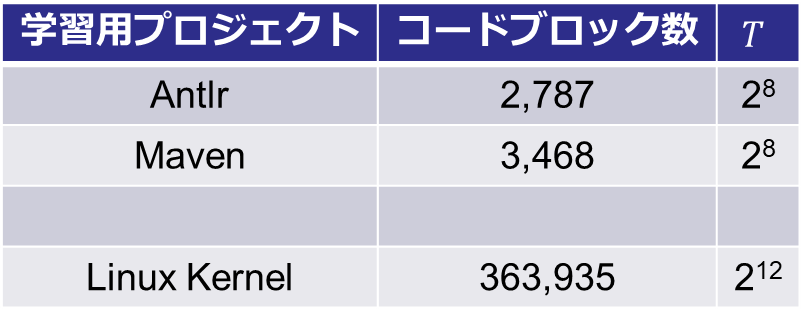 学習用プロジェクト コードブロック数 T
Antlr 2,787 2⁸
Maven 3,468 2⁸
Linux Kernel 363,935 2¹²